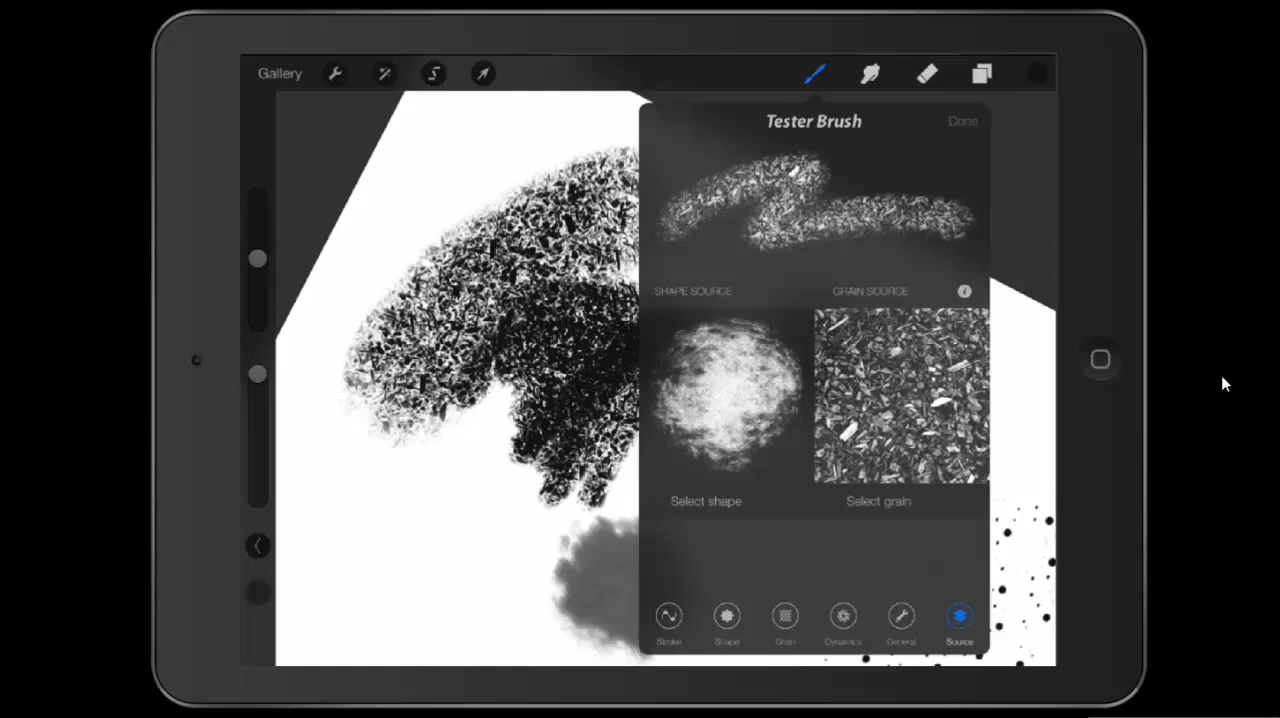 Gallery
Tester Brush
Done
SHAPE SOURCE
GRAIN SOURCE
Select shape
Select grain
Stroke
Shape
Grain
Dynamics
General
Source